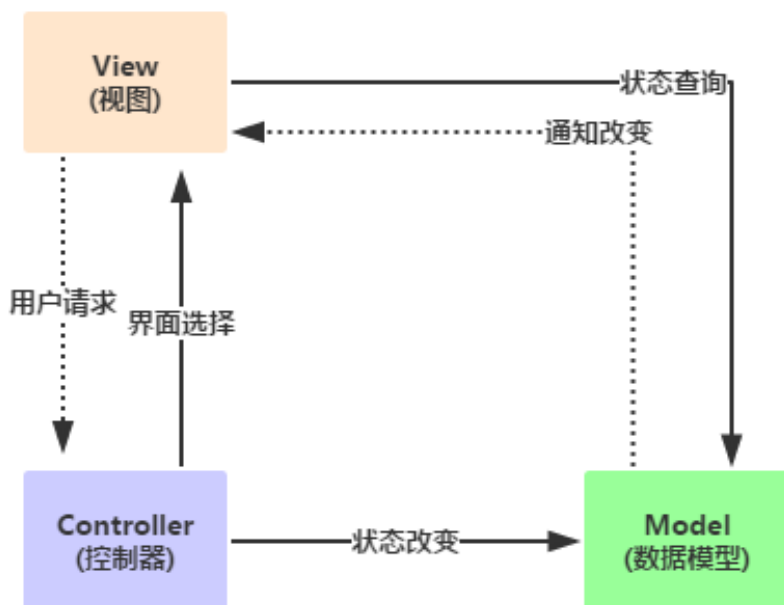 View
(视图)
状态查询
通知改变
用户请求
界面选择
Controller
(控制器)
状态改变
Model
(数据模型)